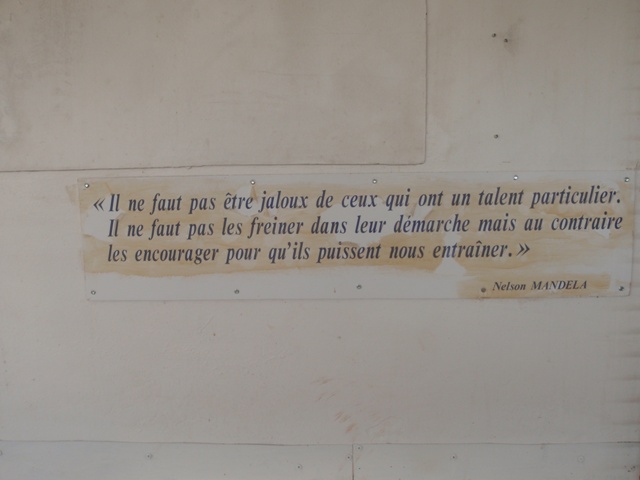 « Il ne faut pas être jaloux de ceux qui ont un talent particulier.
Il ne faut pas les freiner dans leur démarche mais au contraire
les encourager pour qu'ils puissent nous entraîner. »
Nelson MANDELA